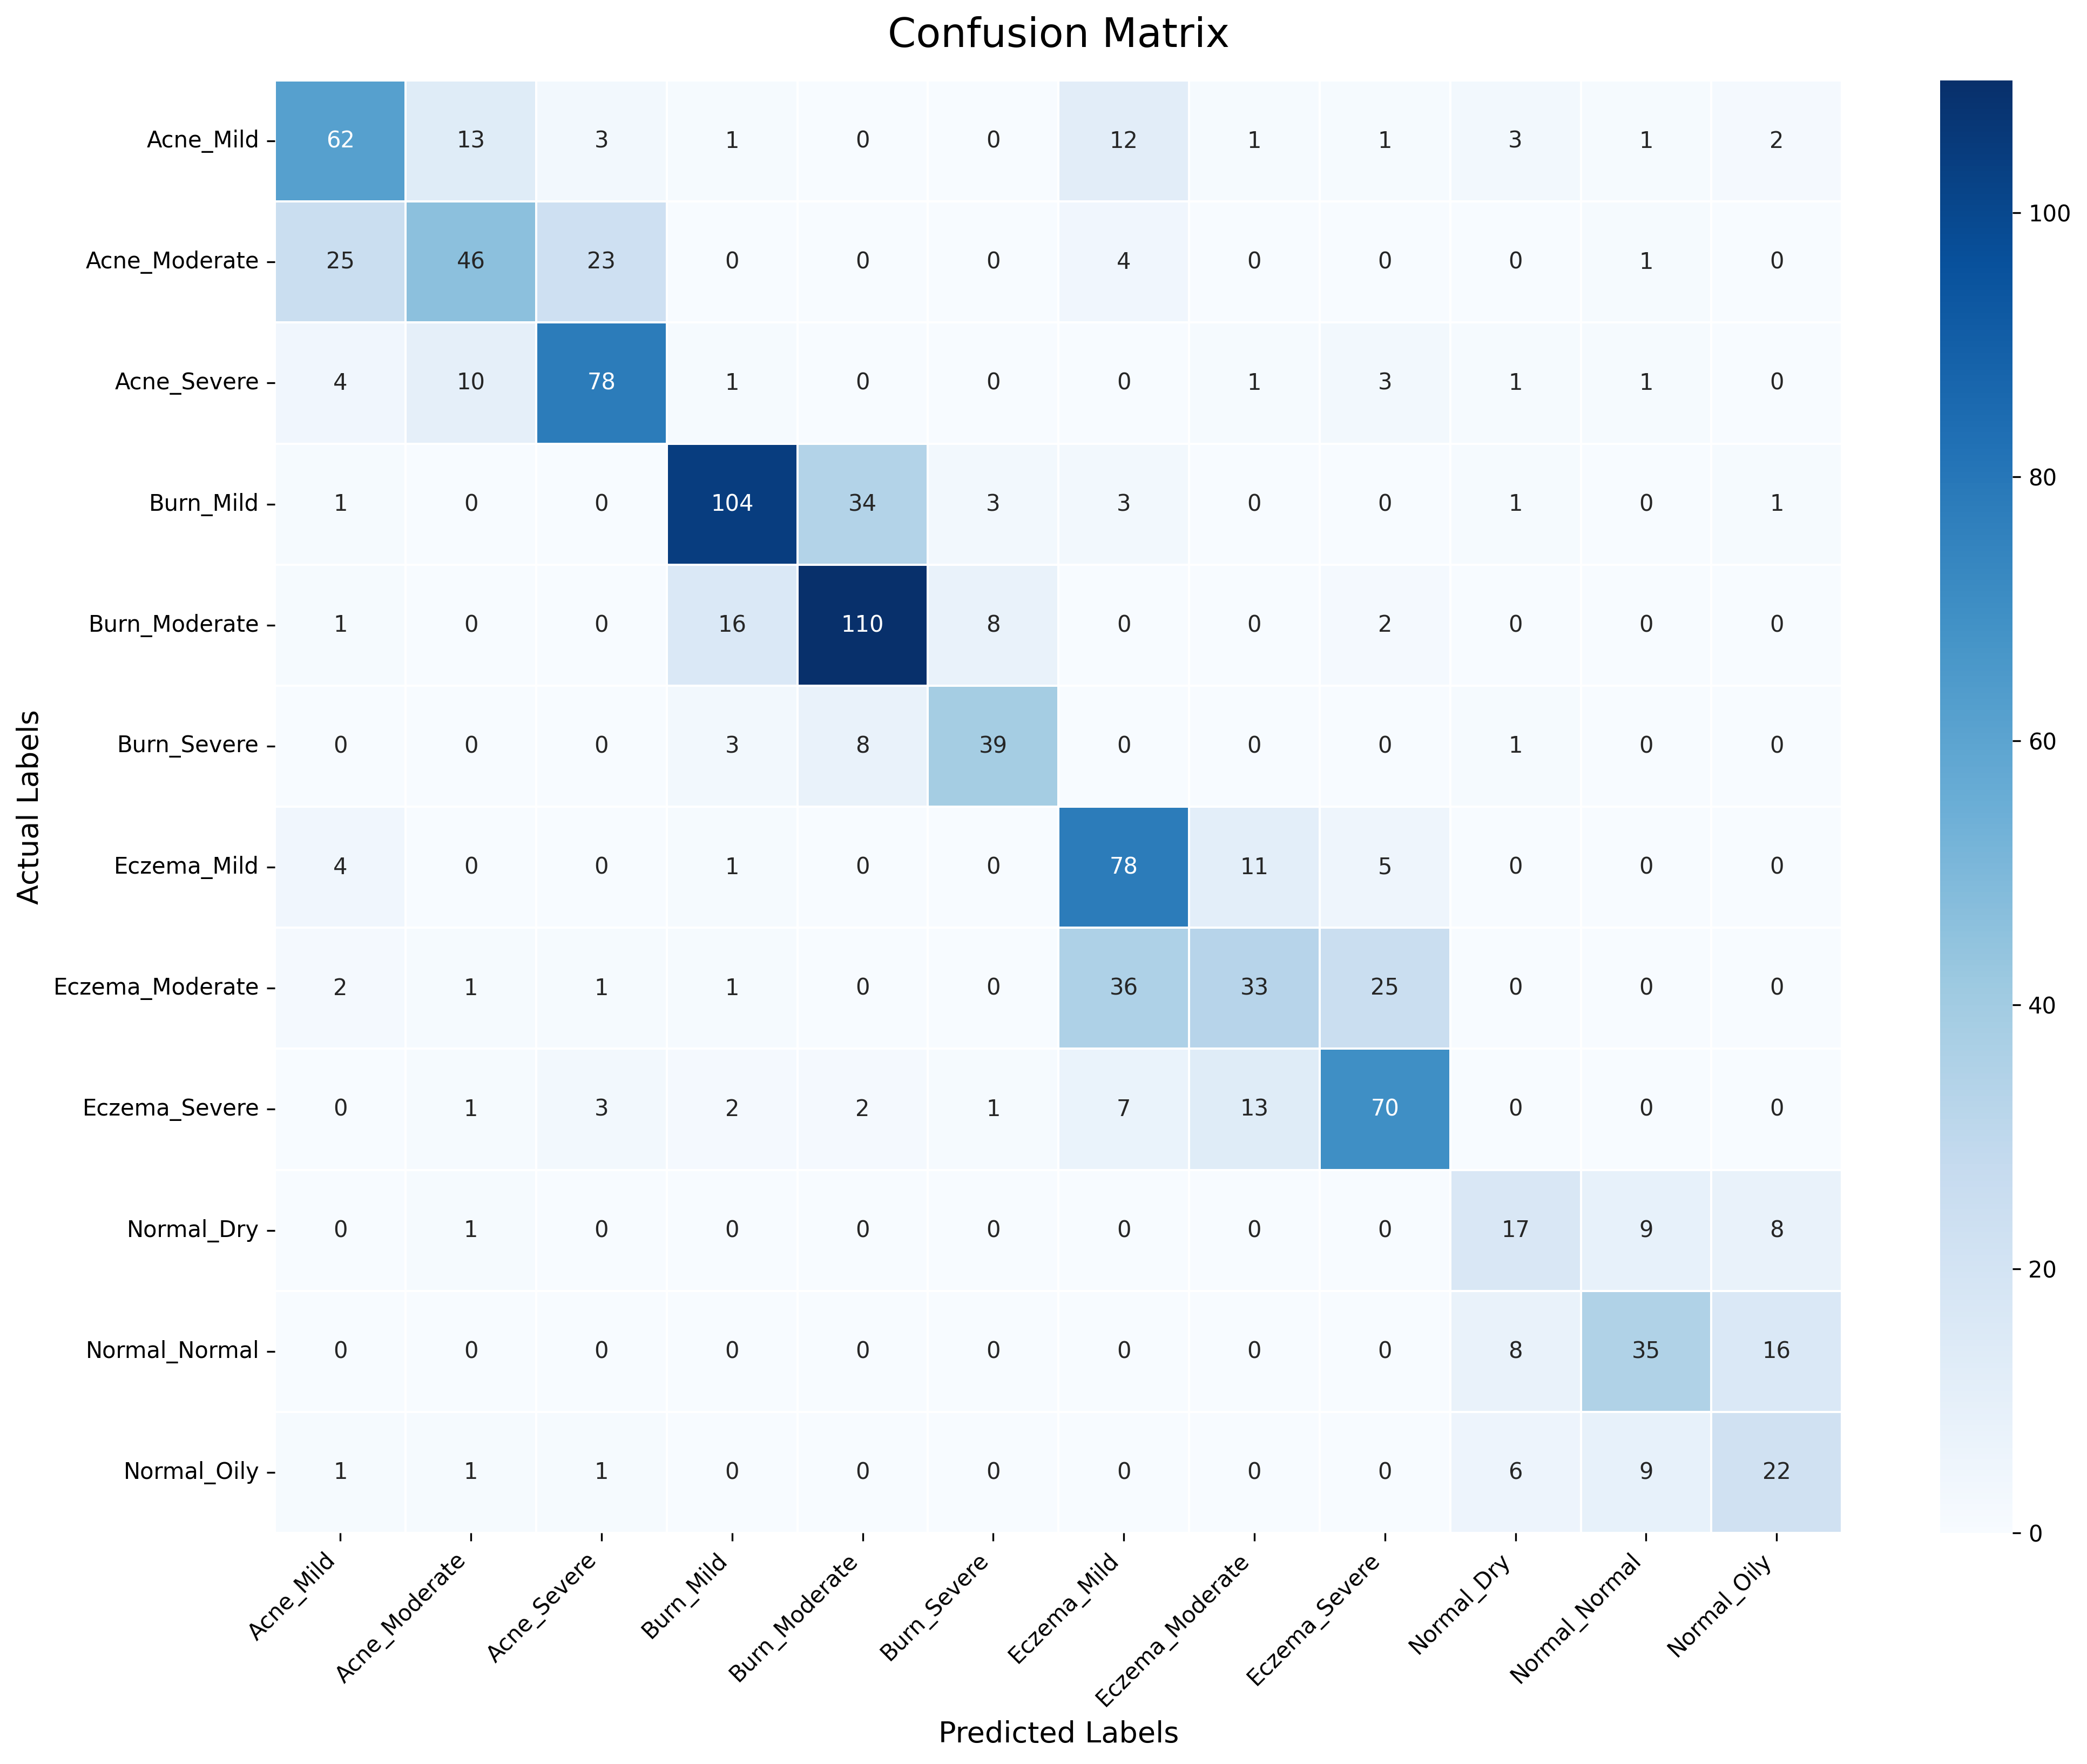 Confusion Matrix
Acne_Mild 62 13 3 1 0 0 12 1 1 3 1 2
Acne_Moderate 25 46 23 0 0 0 4 0 0 0 1 0
Acne_Severe 4 10 78 1 0 0 0 1 3 1 1 0
Burn_Mild 1 0 0 104 34 3 3 0 0 1 0 1
Burn_Moderate 1 0 0 16 110 8 0 0 2 0 0 0
Burn_Severe 0 0 0 3 8 39 0 0 0 1 0 0
Eczema_Mild 4 0 0 1 0 0 78 11 5 0 0 0
Eczema_Moderate 2 1 1 1 0 0 36 33 25 0 0 0
Eczema_Severe 0 1 3 2 2 1 7 13 70 0 0 0
Normal_Dry 0 1 0 0 0 0 0 0 0 17 9 8
Normal_Normal 0 0 0 0 0 0 0 0 0 8 35 16
Normal_Oily 1 1 1 0 0 0 0 0 0 6 9 22
Actual Labels
Acne_Mild
Acne_Moderate
Acne_Severe
Burn_Mild
Burn_Moderate
Burn_Severe
Eczema_Mild
Eczema_Moderate
Eczema_Severe
Normal_Dry
Normal_Normal
Normal_Oily
Predicted Labels
100
80
60
40
20
0